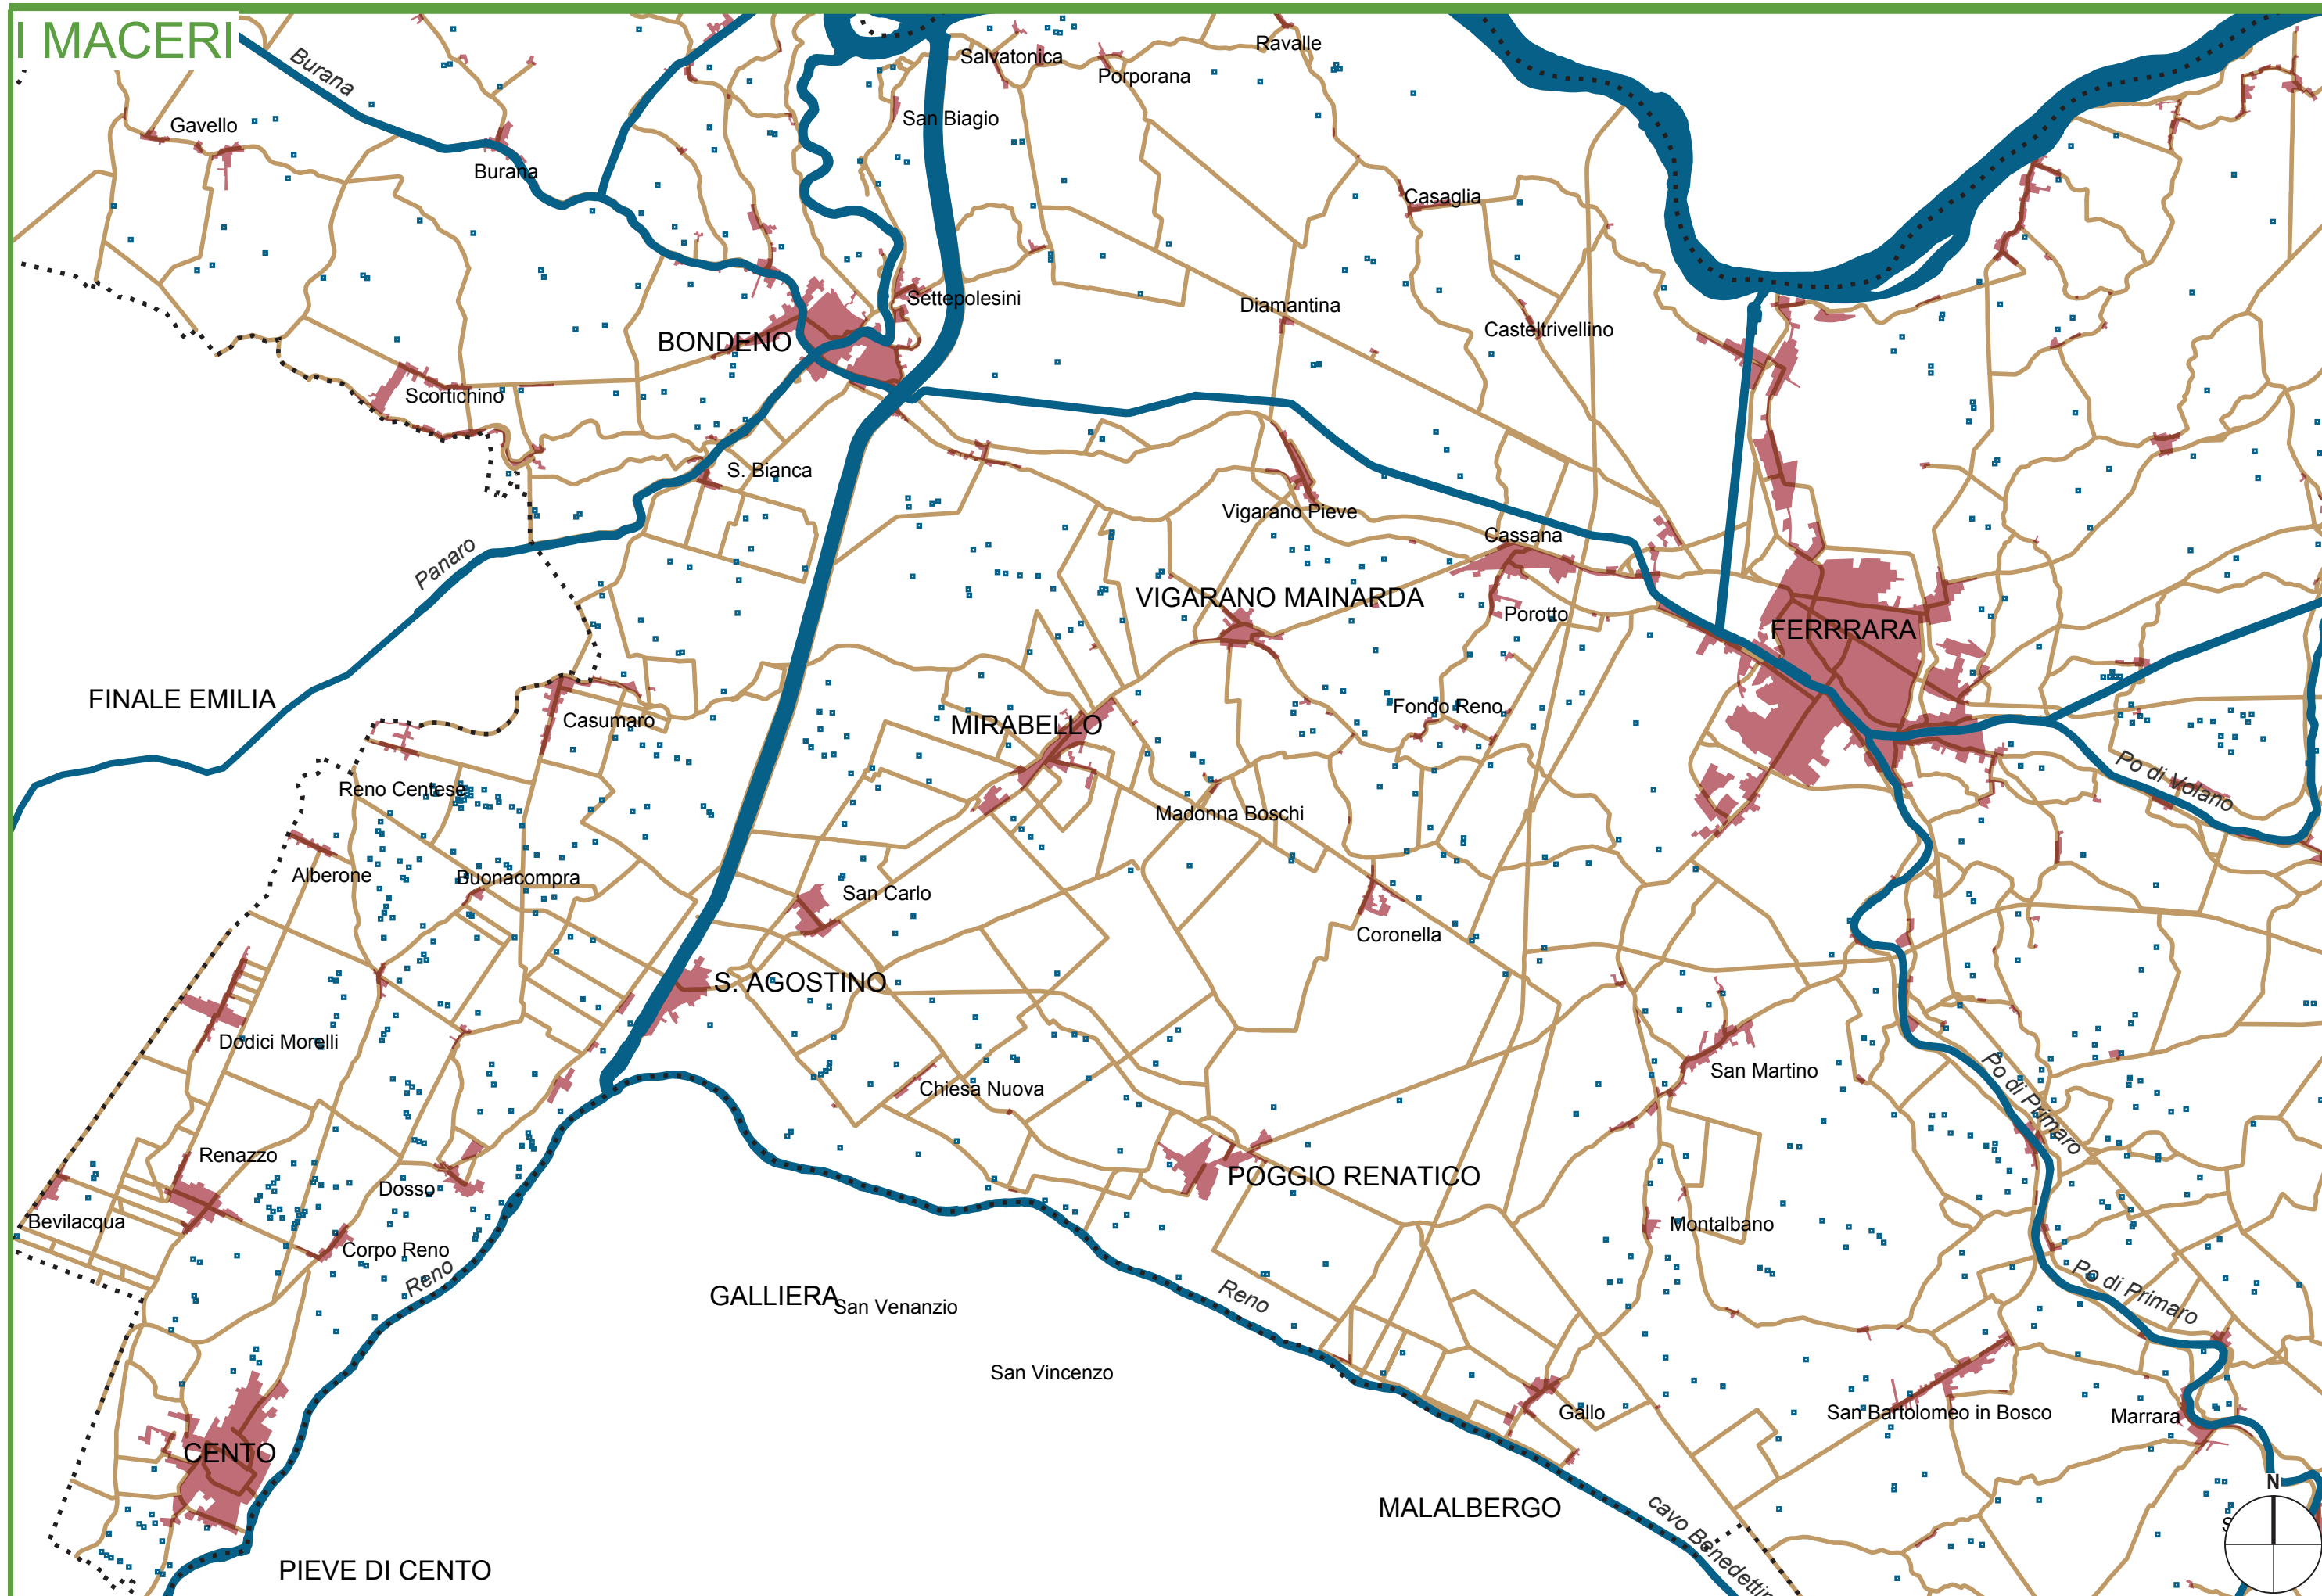 I MACERI
Burana
Salvatonica
Ravalle
Porporana
Gavello
San Biagio
Burana
Casaglia
Settepolesini
Diamantina
Casteltrivellino
BONDENO
Scortichino
S. Bianca
Vigarano Pieve
Cassana
Panaro
VIGARANO MAINARDA
Porotto
FERRRARA
FINALE EMILIA
Casumaro
MIRABELLO
Fondo Reno
Po di Volano
Reno Centese
Madonna Boschi
Alberone
Buonacompra
San Carlo
Coronella
S. AGOSTINO
Dodici Morelli
San Martino
Chiesa Nuova
Po di Primaro
Renazzo
Dosso
POGGIO RENATICO
Bevilacqua
Montalbano
Corpo Reno
Reno
Reno
Po di Primaro
GALLIERA
San Venanzio
San Vincenzo
Gallo
San Bartolomeo in Bosco
Marrara
CENTO
N
MALALBERGO
cavo Benedettin
PIEVE DI CENTO